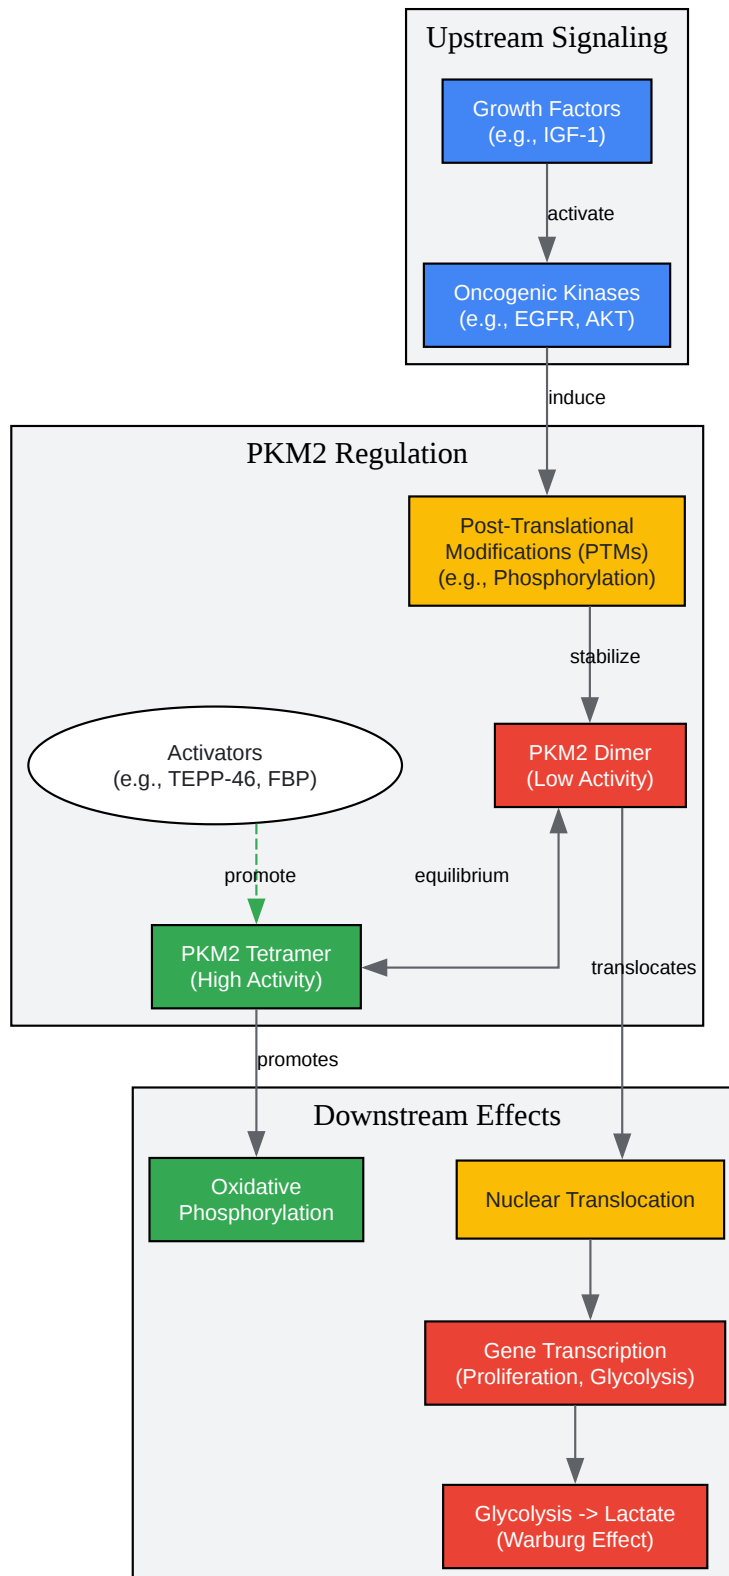 Upstream Signaling
Growth Factors
(e.g., IGF-1)
activate
Oncogenic Kinases
(e.g., EGFR, AKT)
induce
PKM2 Regulation
Post-Translational
Modifications (PTMs)
(e.g., Phosphorylation)
stabilize
Activators
(e.g., TEPP-46, FBP)
PKM2 Dimer
(Low Activity)
promote
equilibrium
PKM2 Tetramer
(High Activity)
translocates
promotes
Downstream Effects
Oxidative
Phosphorylation
Nuclear Translocation
Gene Transcription
(Proliferation, Glycolysis)
Glycolysis -> Lactate
(Warburg Effect)